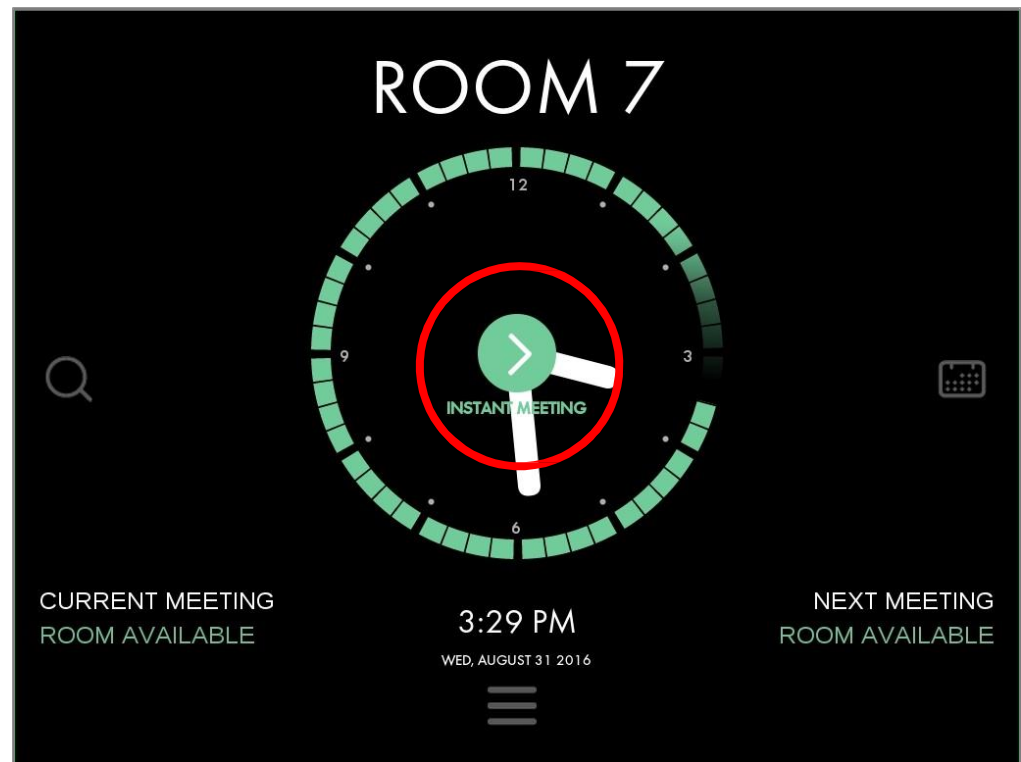 ROOM 7
12
9
3
INSTANT MEETING
6
CURRENT MEETING
ROOM AVAILABLE
3:29 PM
WED, AUGUST 31 2016
NEXT MEETING
ROOM AVAILABLE